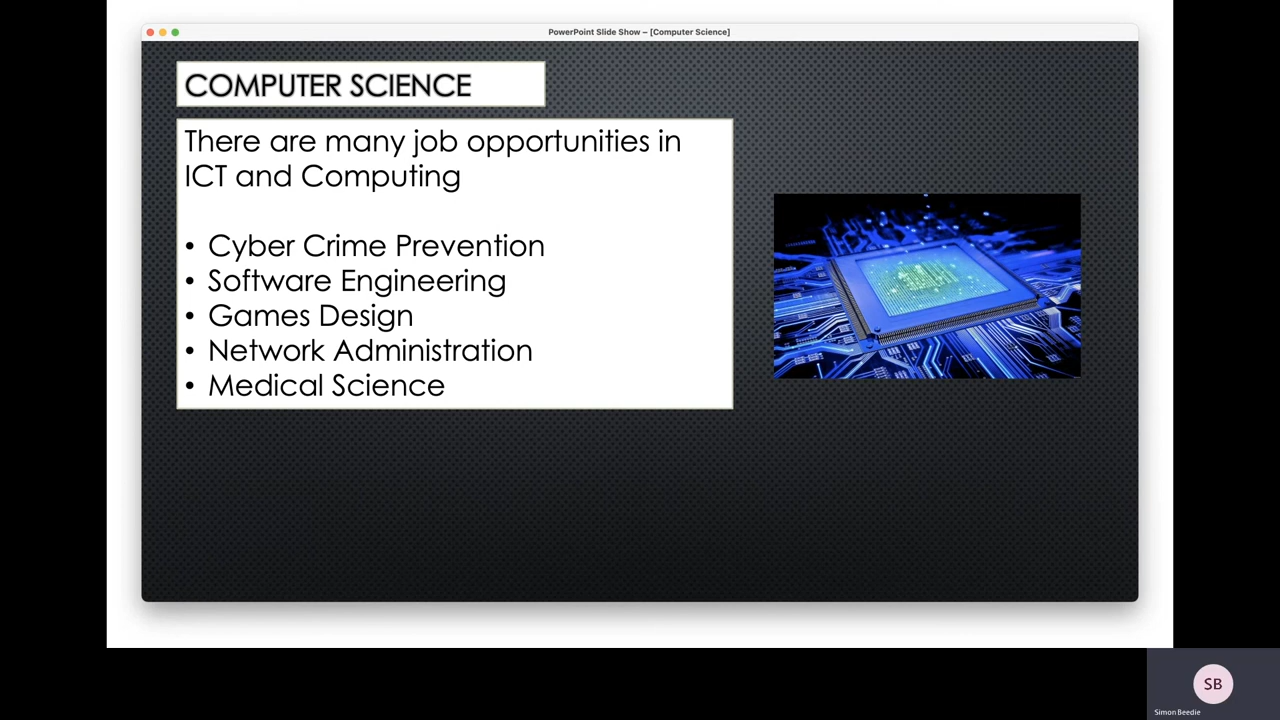 PowerPoint Slide Show – [Computer Science]
COMPUTER SCIENCE
There are many job opportunities in
ICT and Computing
• Cyber Crime Prevention
• Software Engineering
• Games Design
• Network Administration
• Medical Science
SB
Simon Beedie